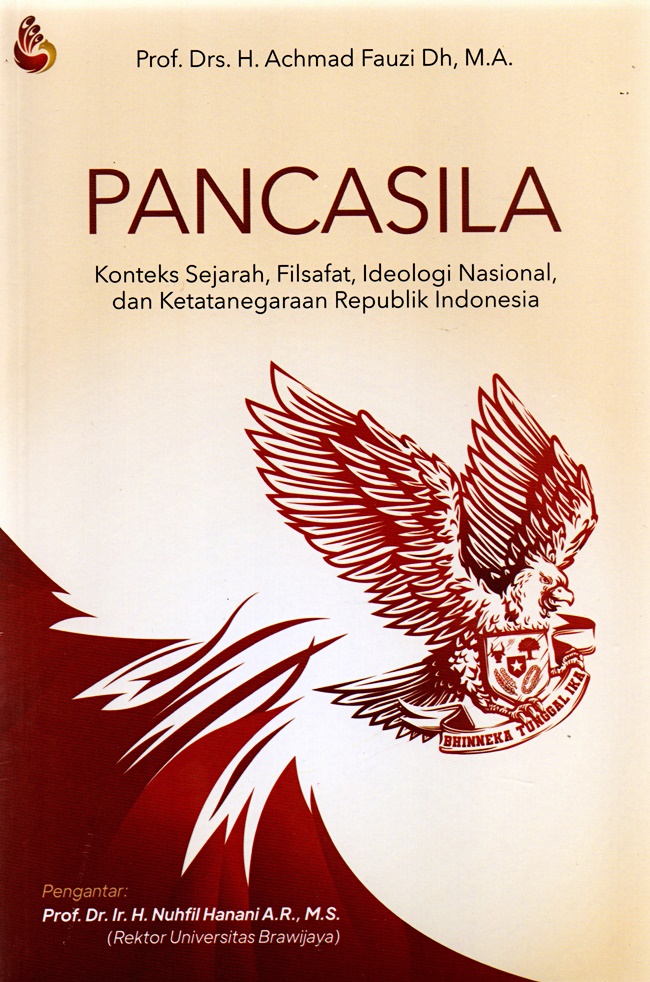 Prof. Drs. H. Achmad Fauzi Dh, M.A.
PANCASILA
Konteks Sejarah, Filsafat, Ideologi Nasional,
dan Ketatanegaraan Republik Indonesia
BHINNEKA TUNGGAL IKA
Pengantar:
Prof. Dr. Ir. H. Nuhfil Hanani A.R., M.S.
(Rektor Universitas Brawijaya)